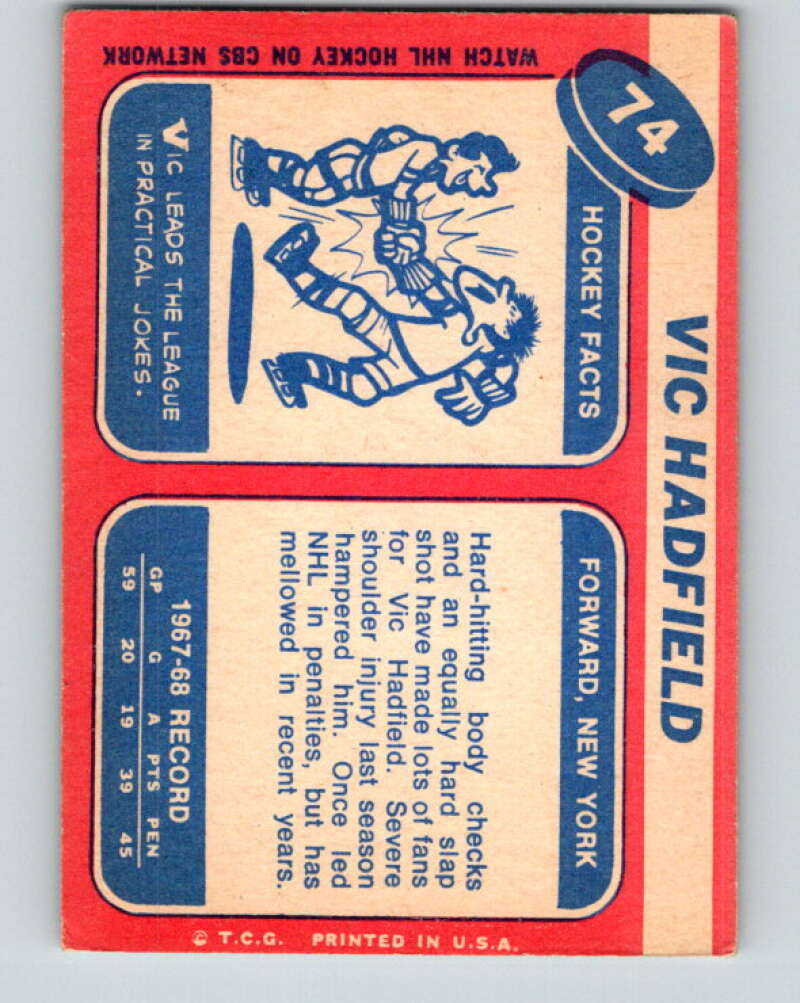 74
VIC HADFIELD
WATCH NHL HOCKEY ON CBS NETWORK
HOCKEY FACTS
VIC LEADS THE LEAGUE
IN PRACTICAL JOKES.
FORWARD, NEW YORK
Hard-hitting body checks
and an equally hard slap
shot have made lots of fans
for Vic Hadfield. Severe
shoulder injury last season
hampered him. Once led
NHL in penalties, but has
mellowed in recent years.
1967-68 RECORD
GP G A PTS PEN
59 20 19 39 45
© T.C.G. PRINTED IN U.S.A.